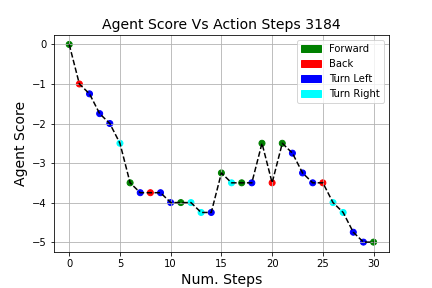 Agent Score Vs Action Steps 3184
Forward
Back
Turn Left
Turn Right
Agent Score
0
−1
−2
−3
−4
−5
0 5 10 15 20 25 30
Num. Steps